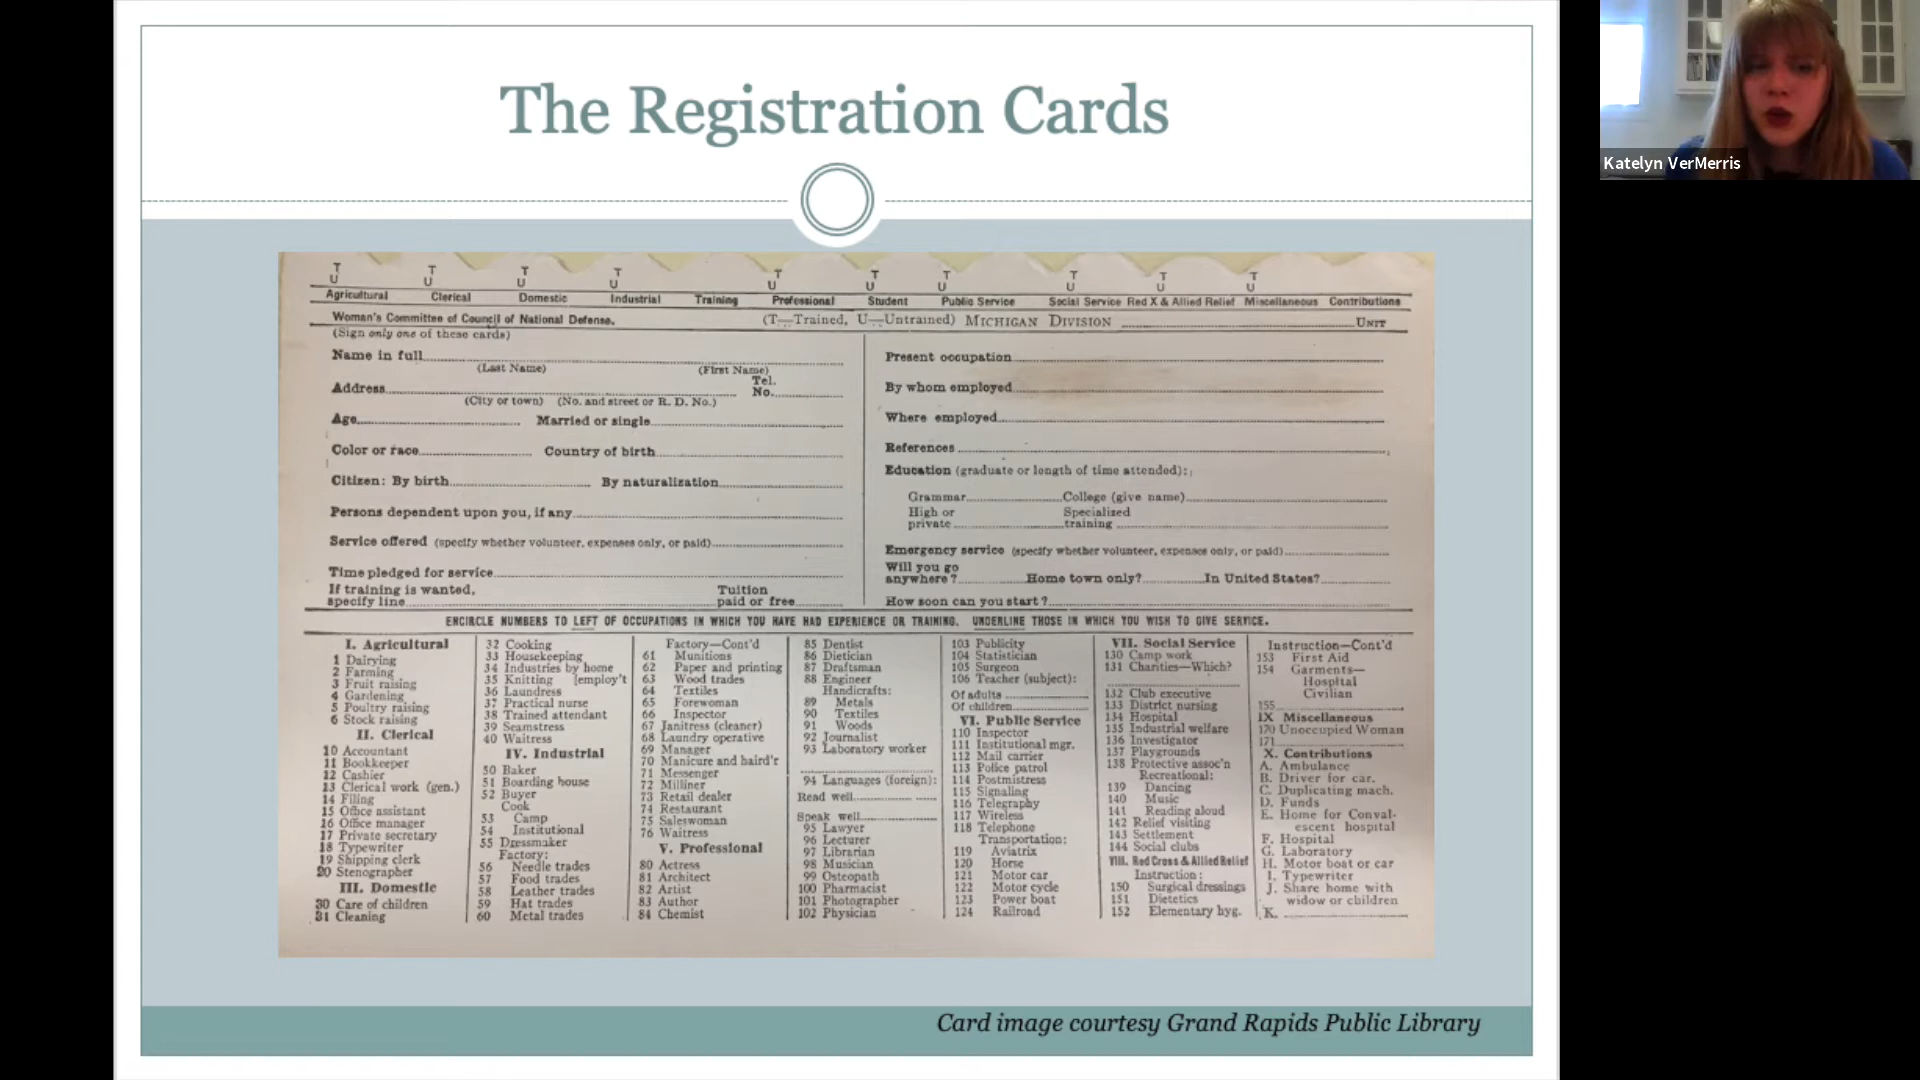 The Registration Cards
Katelyn VerMerris
T T T T T T T T T T
U U U U U U U U U U
Agricultural Clerical Domestic Industrial Training Professional Student Public Service Social Service Red X & Allied Relief Miscellaneous Contributions
Woman's Committee of Council of National Defense. (T—Trained, U—Untrained) MICHIGAN DIVISION UNIT
(Sign only one of these cards)
Name in full
(Last Name) (First Name)
Address Tel. No.
(City or town) (No. and street or R. D. No.)
Age Married or single
Color or race Country of birth
Citizen: By birth By naturalization
Persons dependent upon you, if any
Service offered (specify whether volunteer, expenses only, or paid)
Time pledged for service
If training is wanted, Tuition
specify line paid or free
Present occupation
By whom employed
Where employed
References
Education (graduate or length of time attended):
Grammar College (give name)
High or Specialized
private training
Emergency service (specify whether volunteer, expenses only, or paid)
Will you go
anywhere? Home town only? In United States?
How soon can you start?
ENCIRCLE NUMBERS TO LEFT OF OCCUPATIONS IN WHICH YOU HAVE HAD EXPERIENCE OR TRAINING. UNDERLINE THOSE IN WHICH YOU WISH TO GIVE SERVICE.
I. Agricultural
1 Dairying
2 Farming
3 Fruit raising
4 Gardening
5 Poultry raising
6 Stock raising
II. Clerical
10 Accountant
11 Bookkeeper
12 Cashier
13 Clerical work (gen.)
14 Filing
15 Office assistant
16 Office manager
17 Private secretary
18 Typewriter
19 Shipping clerk
20 Stenographer
III. Domestic
30 Care of children
31 Cleaning
32 Cooking
33 Housekeeping
34 Industries by home
35 Knitting [employ't
36 Laundress
37 Practical nurse
38 Trained attendant
39 Seamstress
40 Waitress
IV. Industrial
50 Baker
51 Boarding house
52 Buyer
Cook
53 Camp
54 Institutional
55 Dressmaker
Factory:
56 Needle trades
57 Food trades
58 Leather trades
59 Hat trades
60 Metal trades
Factory—Cont'd
61 Munitions
62 Paper and printing
63 Wood trades
64 Textiles
65 Forewoman
66 Inspector
67 Janitress (cleaner)
68 Laundry operative
69 Manager
70 Manicure and haird'r
71 Messenger
72 Milliner
73 Retail dealer
74 Restaurant
75 Saleswoman
76 Waitress
V. Professional
80 Actress
81 Architect
82 Artist
83 Author
84 Chemist
85 Dentist
86 Dietician
87 Draftsman
88 Engineer
Handicrafts:
89 Metals
90 Textiles
91 Woods
92 Journalist
93 Laboratory worker
94 Languages (foreign):
Read well
Speak well
95 Lawyer
96 Lecturer
97 Librarian
98 Musician
99 Osteopath
100 Pharmacist
101 Photographer
102 Physician
103 Publicity
104 Statistician
105 Surgeon
106 Teacher (subject):
Of adults
Of children
VI. Public Service
110 Inspector
111 Institutional mgr.
112 Mail carrier
113 Police patrol
114 Postmistress
115 Signaling
116 Telegraphy
117 Wireless
118 Telephone
Transportation:
119 Aviatrix
120 Horse
121 Motor car
122 Motor cycle
123 Power boat
124 Railroad
VII. Social Service
130 Camp work
131 Charities—Which?
132 Club executive
133 District nursing
134 Hospital
135 Industrial welfare
136 Investigator
137 Playgrounds
138 Protective assoc'n
Recreational:
139 Dancing
140 Music
141 Reading aloud
142 Relief visiting
143 Settlement
144 Social clubs
VIII. Red Cross & Allied Relief
Instruction:
150 Surgical dressings
151 Dietetics
152 Elementary hyg.
Instruction—Cont'd
153 First Aid
154 Garments—
Hospital
Civilian
155
IX Miscellaneous
170 Unoccupied Woman
171
X. Contributions
A. Ambulance
B. Driver for car.
C. Duplicating mach.
D. Funds
E. Home for Conval-
escent hospital
F. Hospital
G. Laboratory
H. Motor boat or car
I. Typewriter
J. Share home with
widow or children
K.
Card image courtesy Grand Rapids Public Library